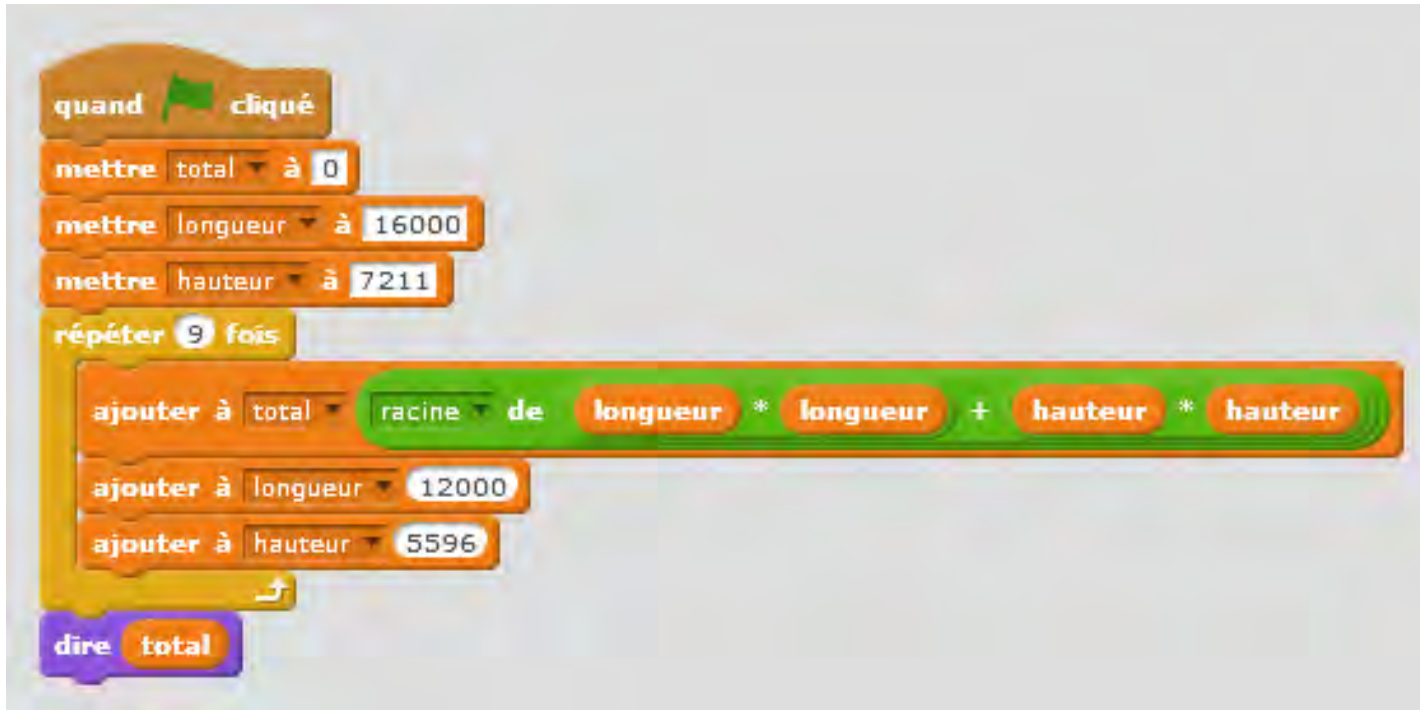 quand cliqué
mettre total à 0
mettre longueur à 16000
mettre hauteur à 7211
répéter 9 fois
ajouter à total racine de longueur * longueur + hauteur * hauteur
ajouter à longueur 12000
ajouter à hauteur 5596
dire total